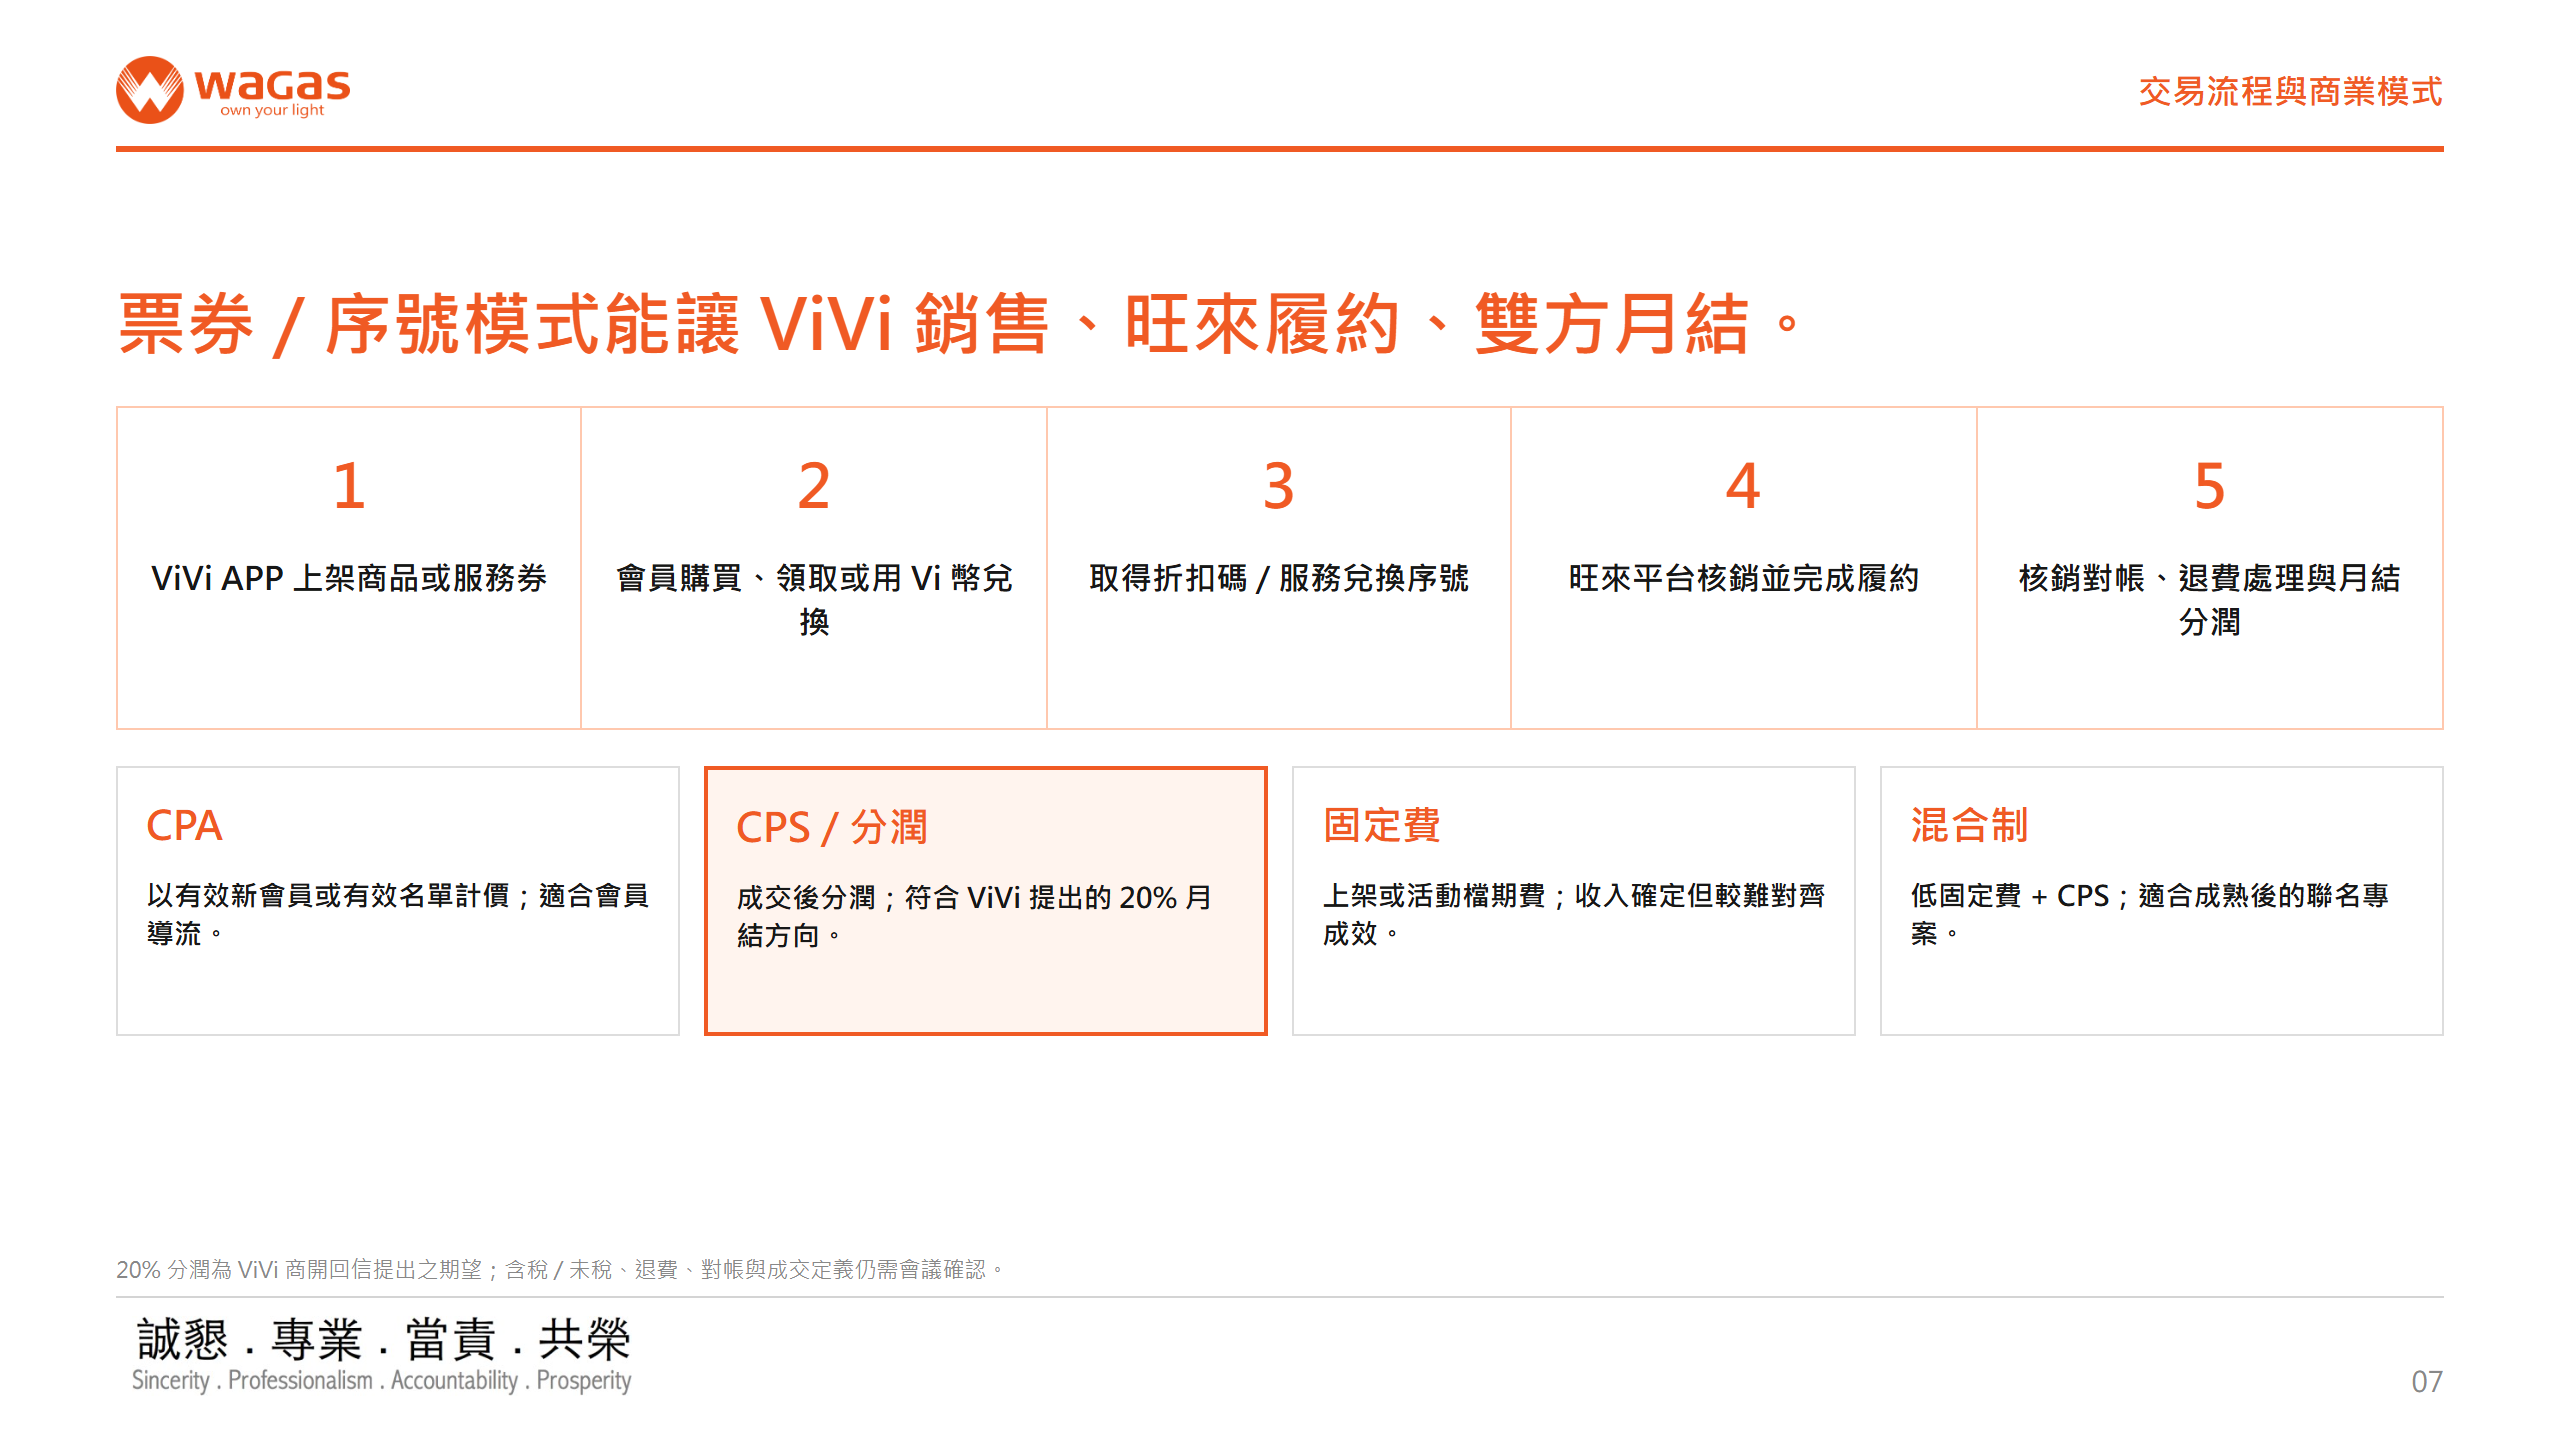 wagas
own your light
交易流程與商業模式
票券 / 序號模式能讓 ViVi 銷售、旺來履約、雙方月結。
1
ViVi APP 上架商品或服務券
2
會員購買、領取或用 Vi 幣兌
換
3
取得折扣碼 / 服務兌換序號
4
旺來平台核銷並完成履約
5
核銷對帳、退費處理與月結
分潤
CPA
以有效新會員或有效名單計價；適合會員
導流。
CPS / 分潤
成交後分潤；符合 ViVi 提出的 20% 月
結方向。
固定費
上架或活動檔期費；收入確定但較難對齊
成效。
混合制
低固定費 + CPS；適合成熟後的聯名專
案。
20% 分潤為 ViVi 商開回信提出之期望；含稅 / 未稅、退費、對帳與成交定義仍需會議確認。
誠懇 . 專業 . 當責 . 共榮
Sincerity . Professionalism . Accountability . Prosperity
07